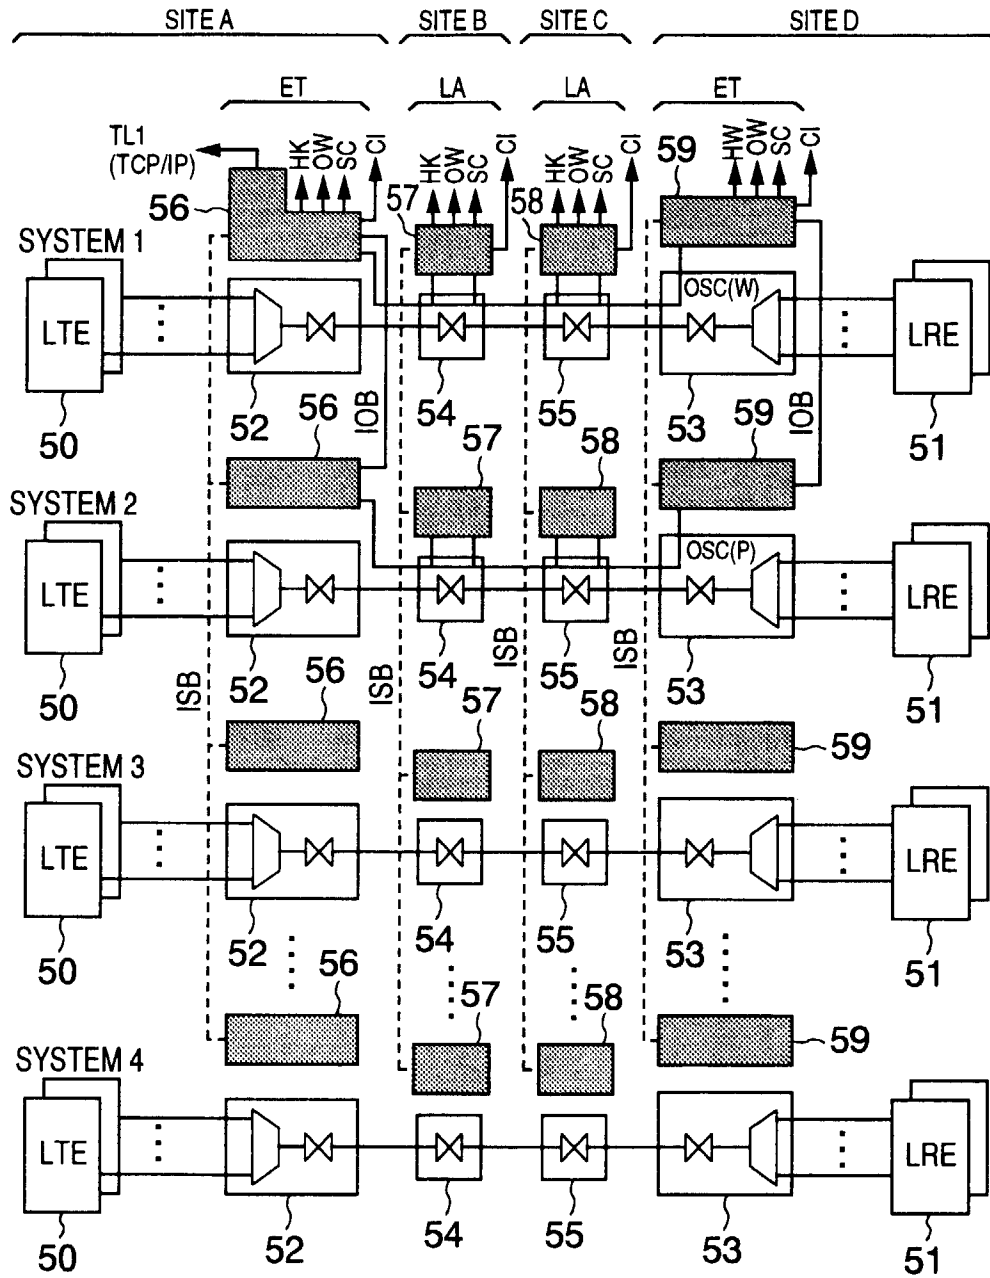 SITE A SITE B SITE C SITE D
ET LA LA ET
TL1
(TCP/IP)
HK OW SC CI
HK OW SC CI
HK OW SC CI
HW OW SC CI
56 57 58 59
SYSTEM 1
LTE OSC(W) LRE
50 52 54 55 53 51
IOB IOB
56 57 58 59
SYSTEM 2
LTE OSC(P) LRE
50 52 54 55 53 51
ISB ISB ISB ISB
56 57 58 59
SYSTEM 3
LTE LRE
50 52 54 55 53 51
56 57 58 59
SYSTEM 4
LTE LRE
50 52 54 55 53 51